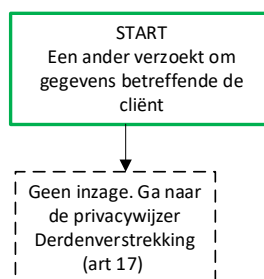 START
Een ander verzoekt om
gegevens betreffende de
cliënt
Geen inzage. Ga naar
de privacywijzer
Derdenverstrekking
(art 17)